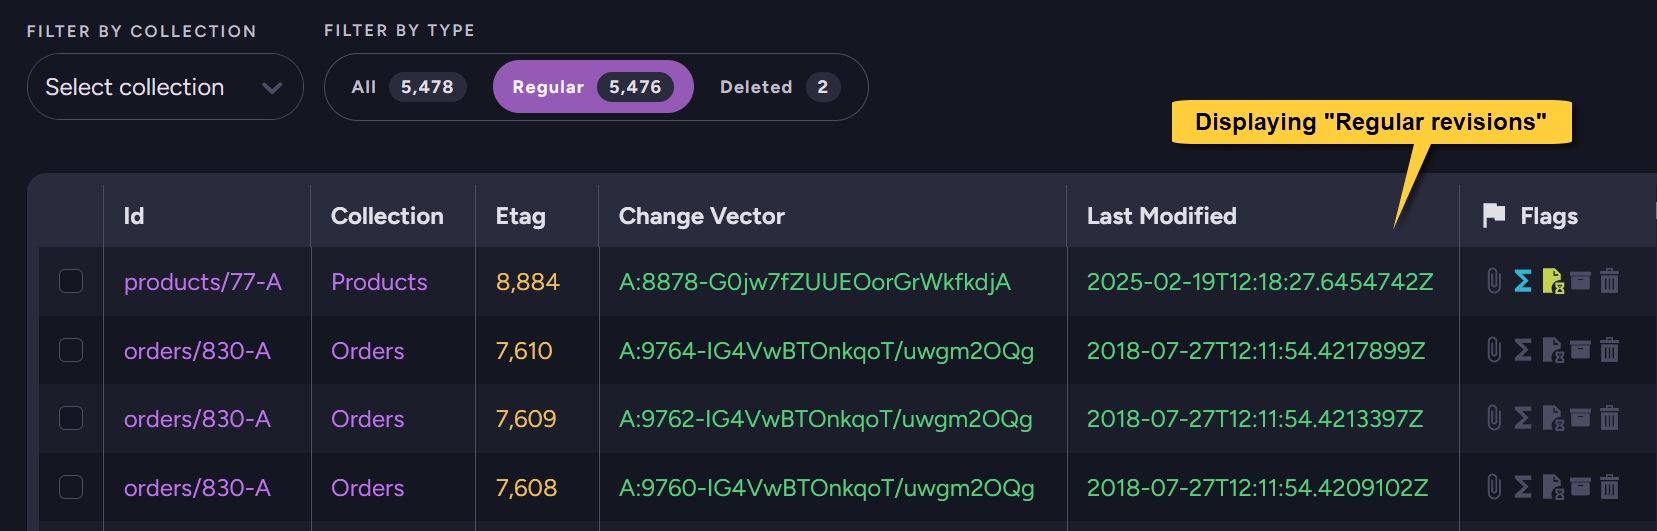 FILTER BY COLLECTION
FILTER BY TYPE
Select collection
All 5,478 Regular 5,476 Deleted 2
Displaying "Regular revisions"
Id Collection Etag Change Vector Last Modified Flags
products/77-A Products 8,884 A:8878-G0jw7fZUUEOorGrWkfkdjA 2025-02-19T12:18:27.6454742Z
orders/830-A Orders 7,610 A:9764-IG4VwBTOnkqoT/uwgm2OQg 2018-07-27T12:11:54.4217899Z
orders/830-A Orders 7,609 A:9762-IG4VwBTOnkqoT/uwgm2OQg 2018-07-27T12:11:54.4213397Z
orders/830-A Orders 7,608 A:9760-IG4VwBTOnkqoT/uwgm2OQg 2018-07-27T12:11:54.4209102Z